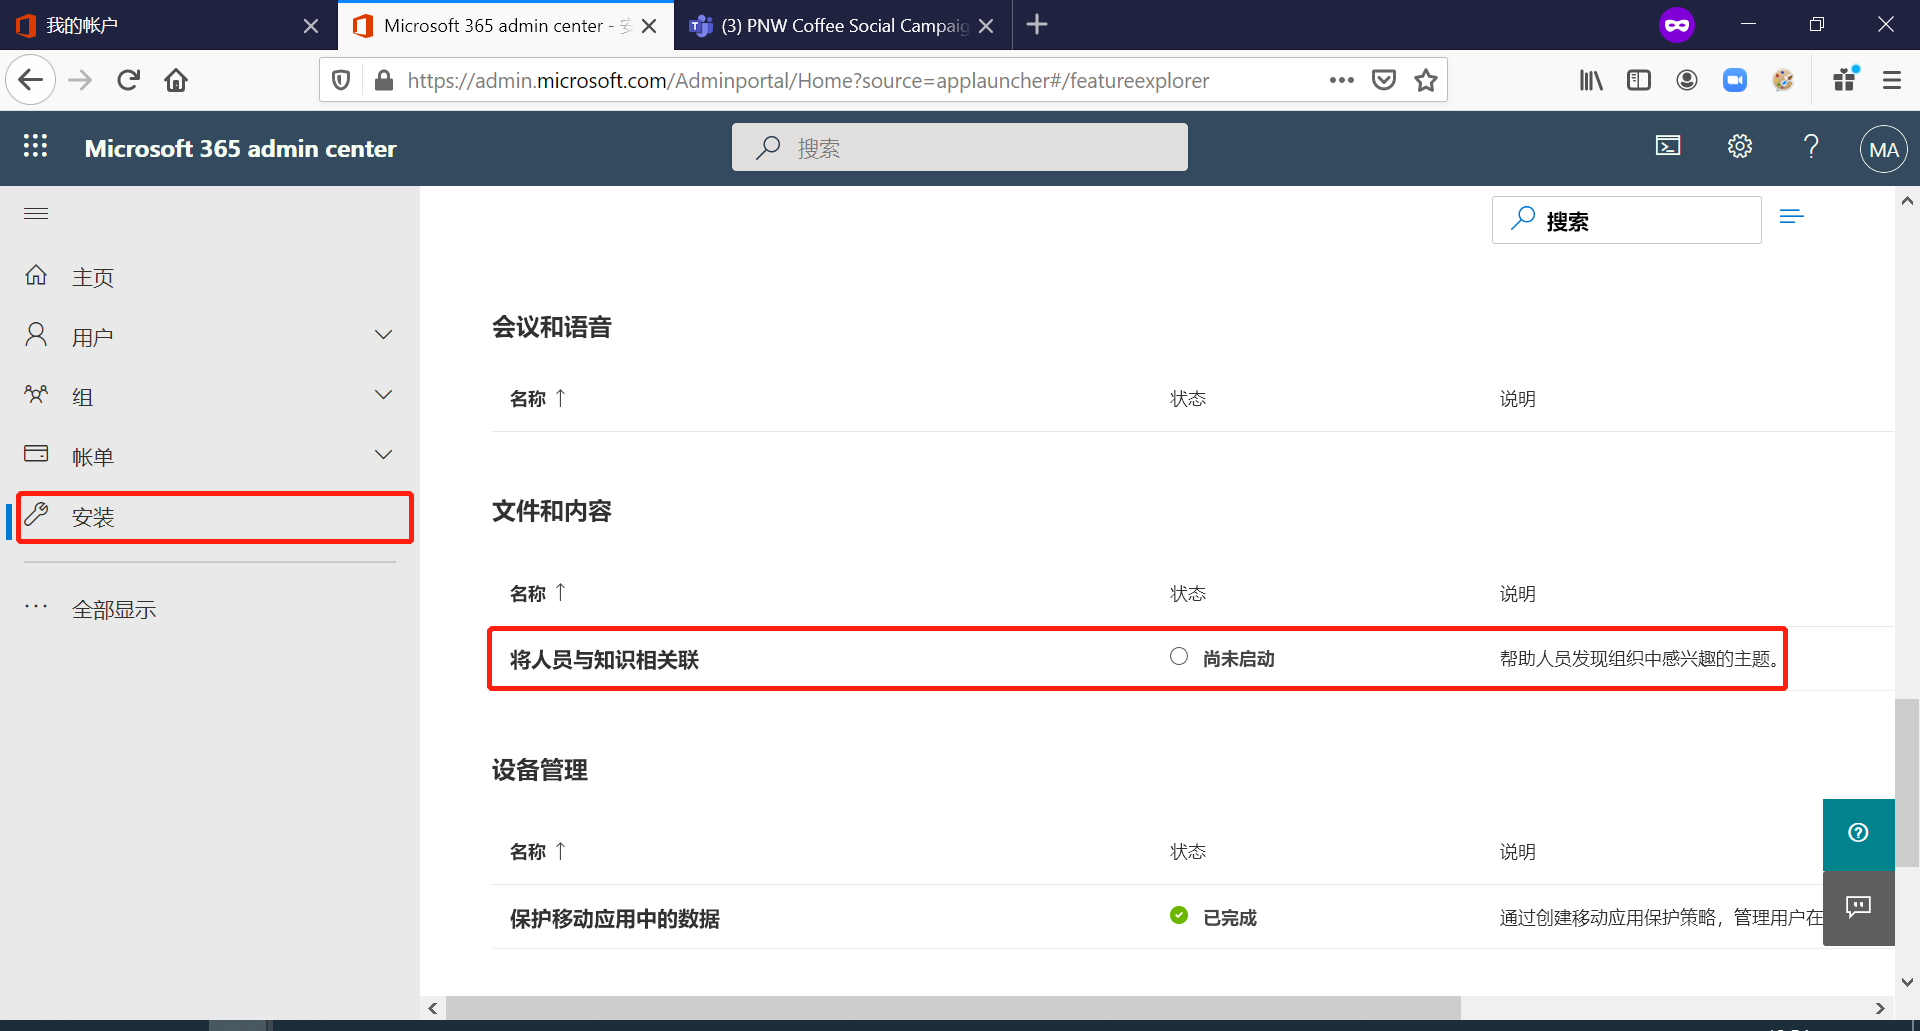 我的帐户
Microsoft 365 admin center - 安
(3) PNW Coffee Social Campaig
https://admin.microsoft.com/Adminportal/Home?source=applauncher#/featureexplorer
Microsoft 365 admin center
搜索
MA
搜索
主页
用户
组
帐单
安装
全部显示
会议和语音
名称 ↑ 状态 说明
文件和内容
名称 ↑ 状态 说明
将人员与知识相关联 尚未启动 帮助人员发现组织中感兴趣的主题。
设备管理
名称 ↑ 状态 说明
保护移动应用中的数据 已完成 通过创建移动应用保护策略，管理用户在